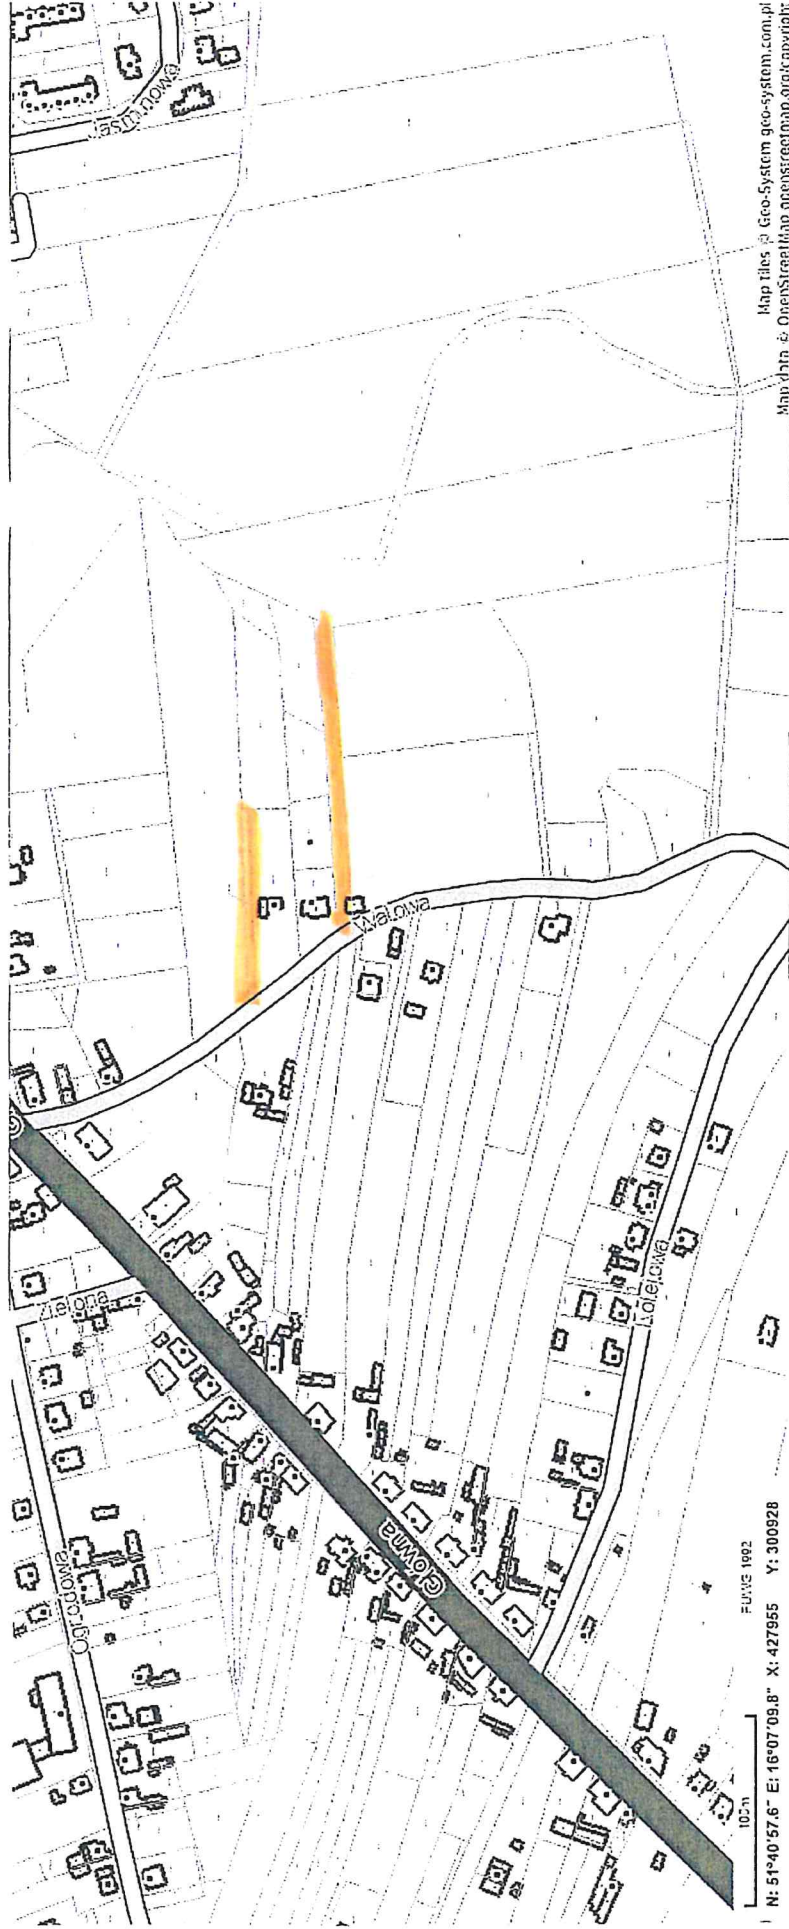 Jaśminowa
Zielona
Ogrodowa
Główna
Wałowa
Kolejowa
100 m
PUWG 1992
N: 51°40'57.6" E: 16°07'09.8" X: 427955 Y: 300928
Map tiles © Geo-System geo-system.com.pl
Map data © OpenStreetMap openstreetmap.org/copyright